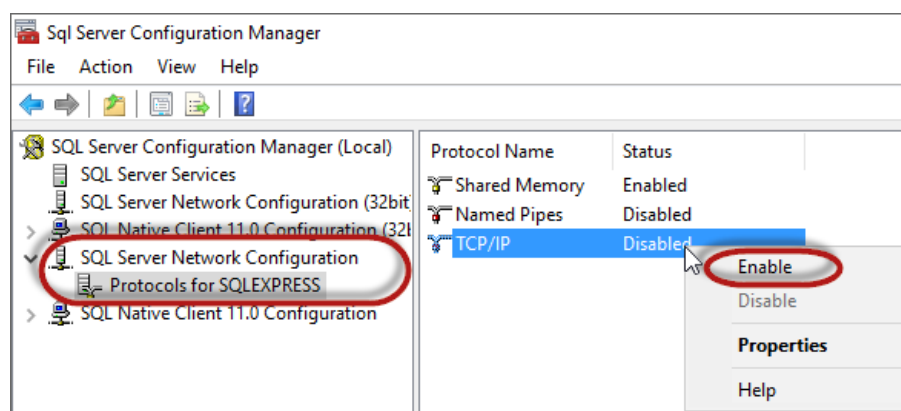 Sql Server Configuration Manager
File Action View Help
SQL Server Configuration Manager (Local)
SQL Server Services
SQL Server Network Configuration (32bit
SQL Native Client 11.0 Configuration (32b
SQL Server Network Configuration
Protocols for SQLEXPRESS
SQL Native Client 11.0 Configuration
Protocol Name Status
Shared Memory Enabled
Named Pipes Disabled
TCP/IP Disabled
Enable
Disable
Properties
Help